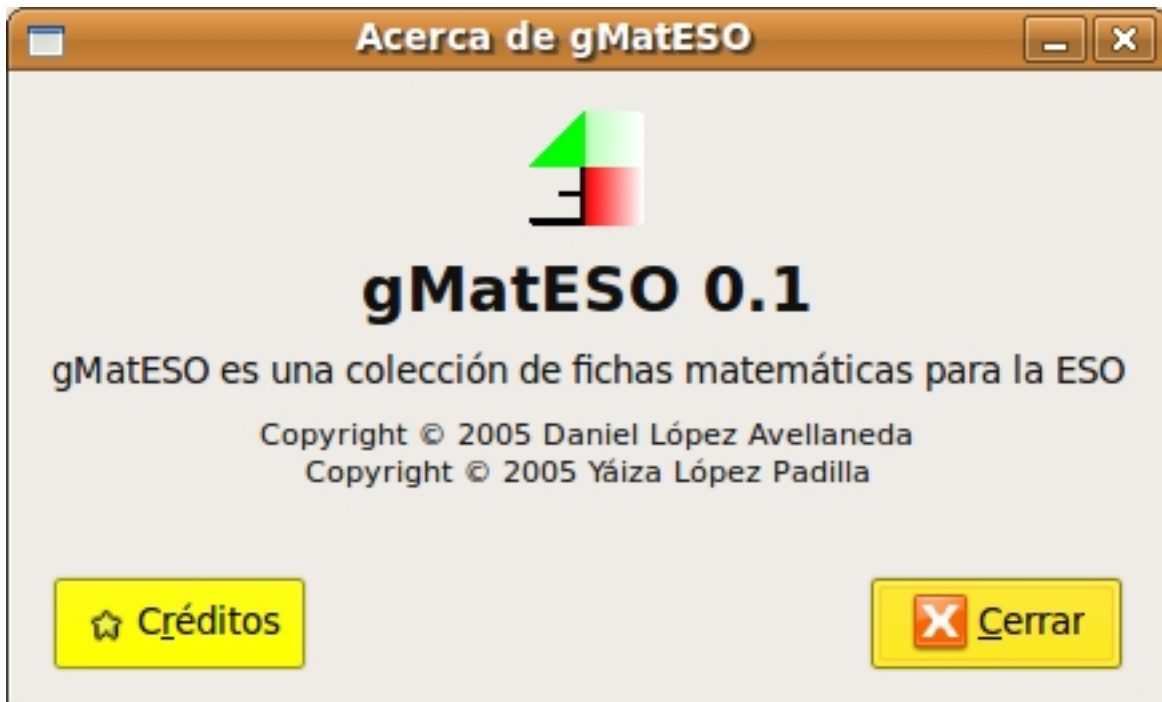 Acerca de gMatESO
gMatESO 0.1
gMatESO es una colección de fichas matemáticas para la ESO
Copyright © 2005 Daniel López Avellaneda
Copyright © 2005 Yáiza López Padilla
Créditos
Cerrar